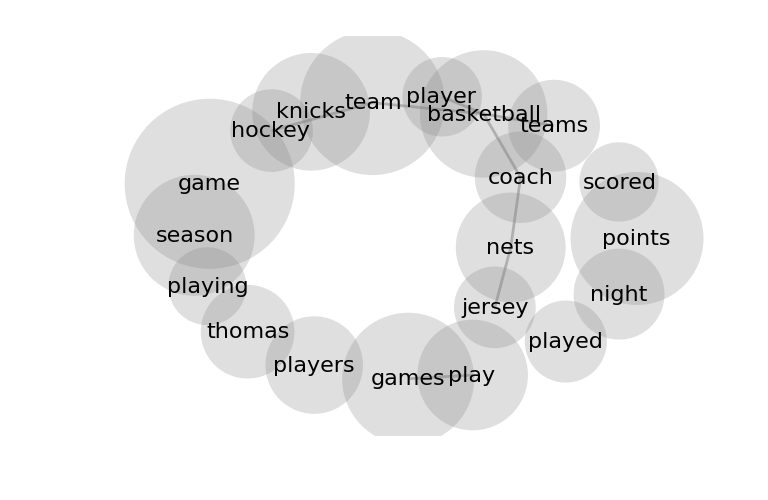 player
team
knicks
basketball
teams
hockey
coach
scored
game
season
points
nets
playing
night
jersey
thomas
played
players
games
play